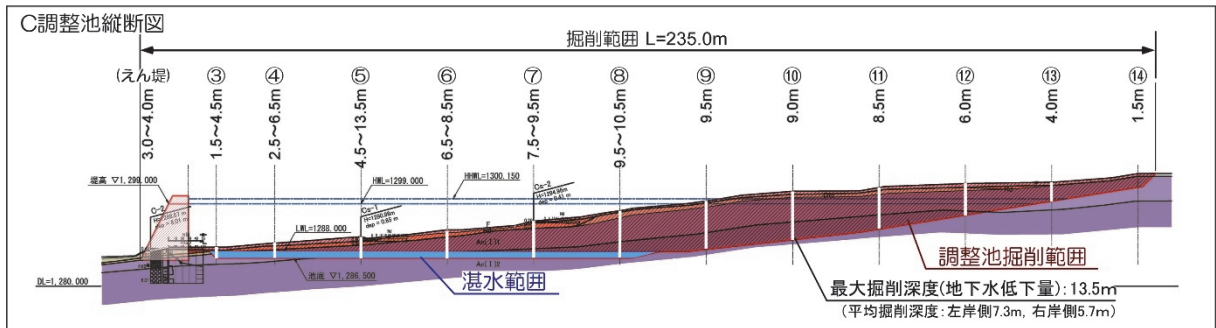 C調整池縦断図
掘削範囲 L=235.0m
(えん堤) ③ ④ ⑤ ⑥ ⑦ ⑧ ⑨ ⑩ ⑪ ⑫ ⑬ ⑭
3.0~4.0m 1.5~4.5m 2.5~6.5m 4.5~13.5m 6.5~8.5m 7.5~9.5m 9.5~10.5m 9.5m 9.0m 8.5m 6.0m 4.0m 1.5m
堤高 ▽1,299.000
HWL=1299.000
HHWL=1300.150
C-2
Cs-1
Cs-2
LWL=1288.000
池底 ▽1,286.500
DL=1,280.000
湛水範囲
調整池掘削範囲
最大掘削深度(地下水低下量):13.5m
(平均掘削深度:左岸側7.3m, 右岸側5.7m)